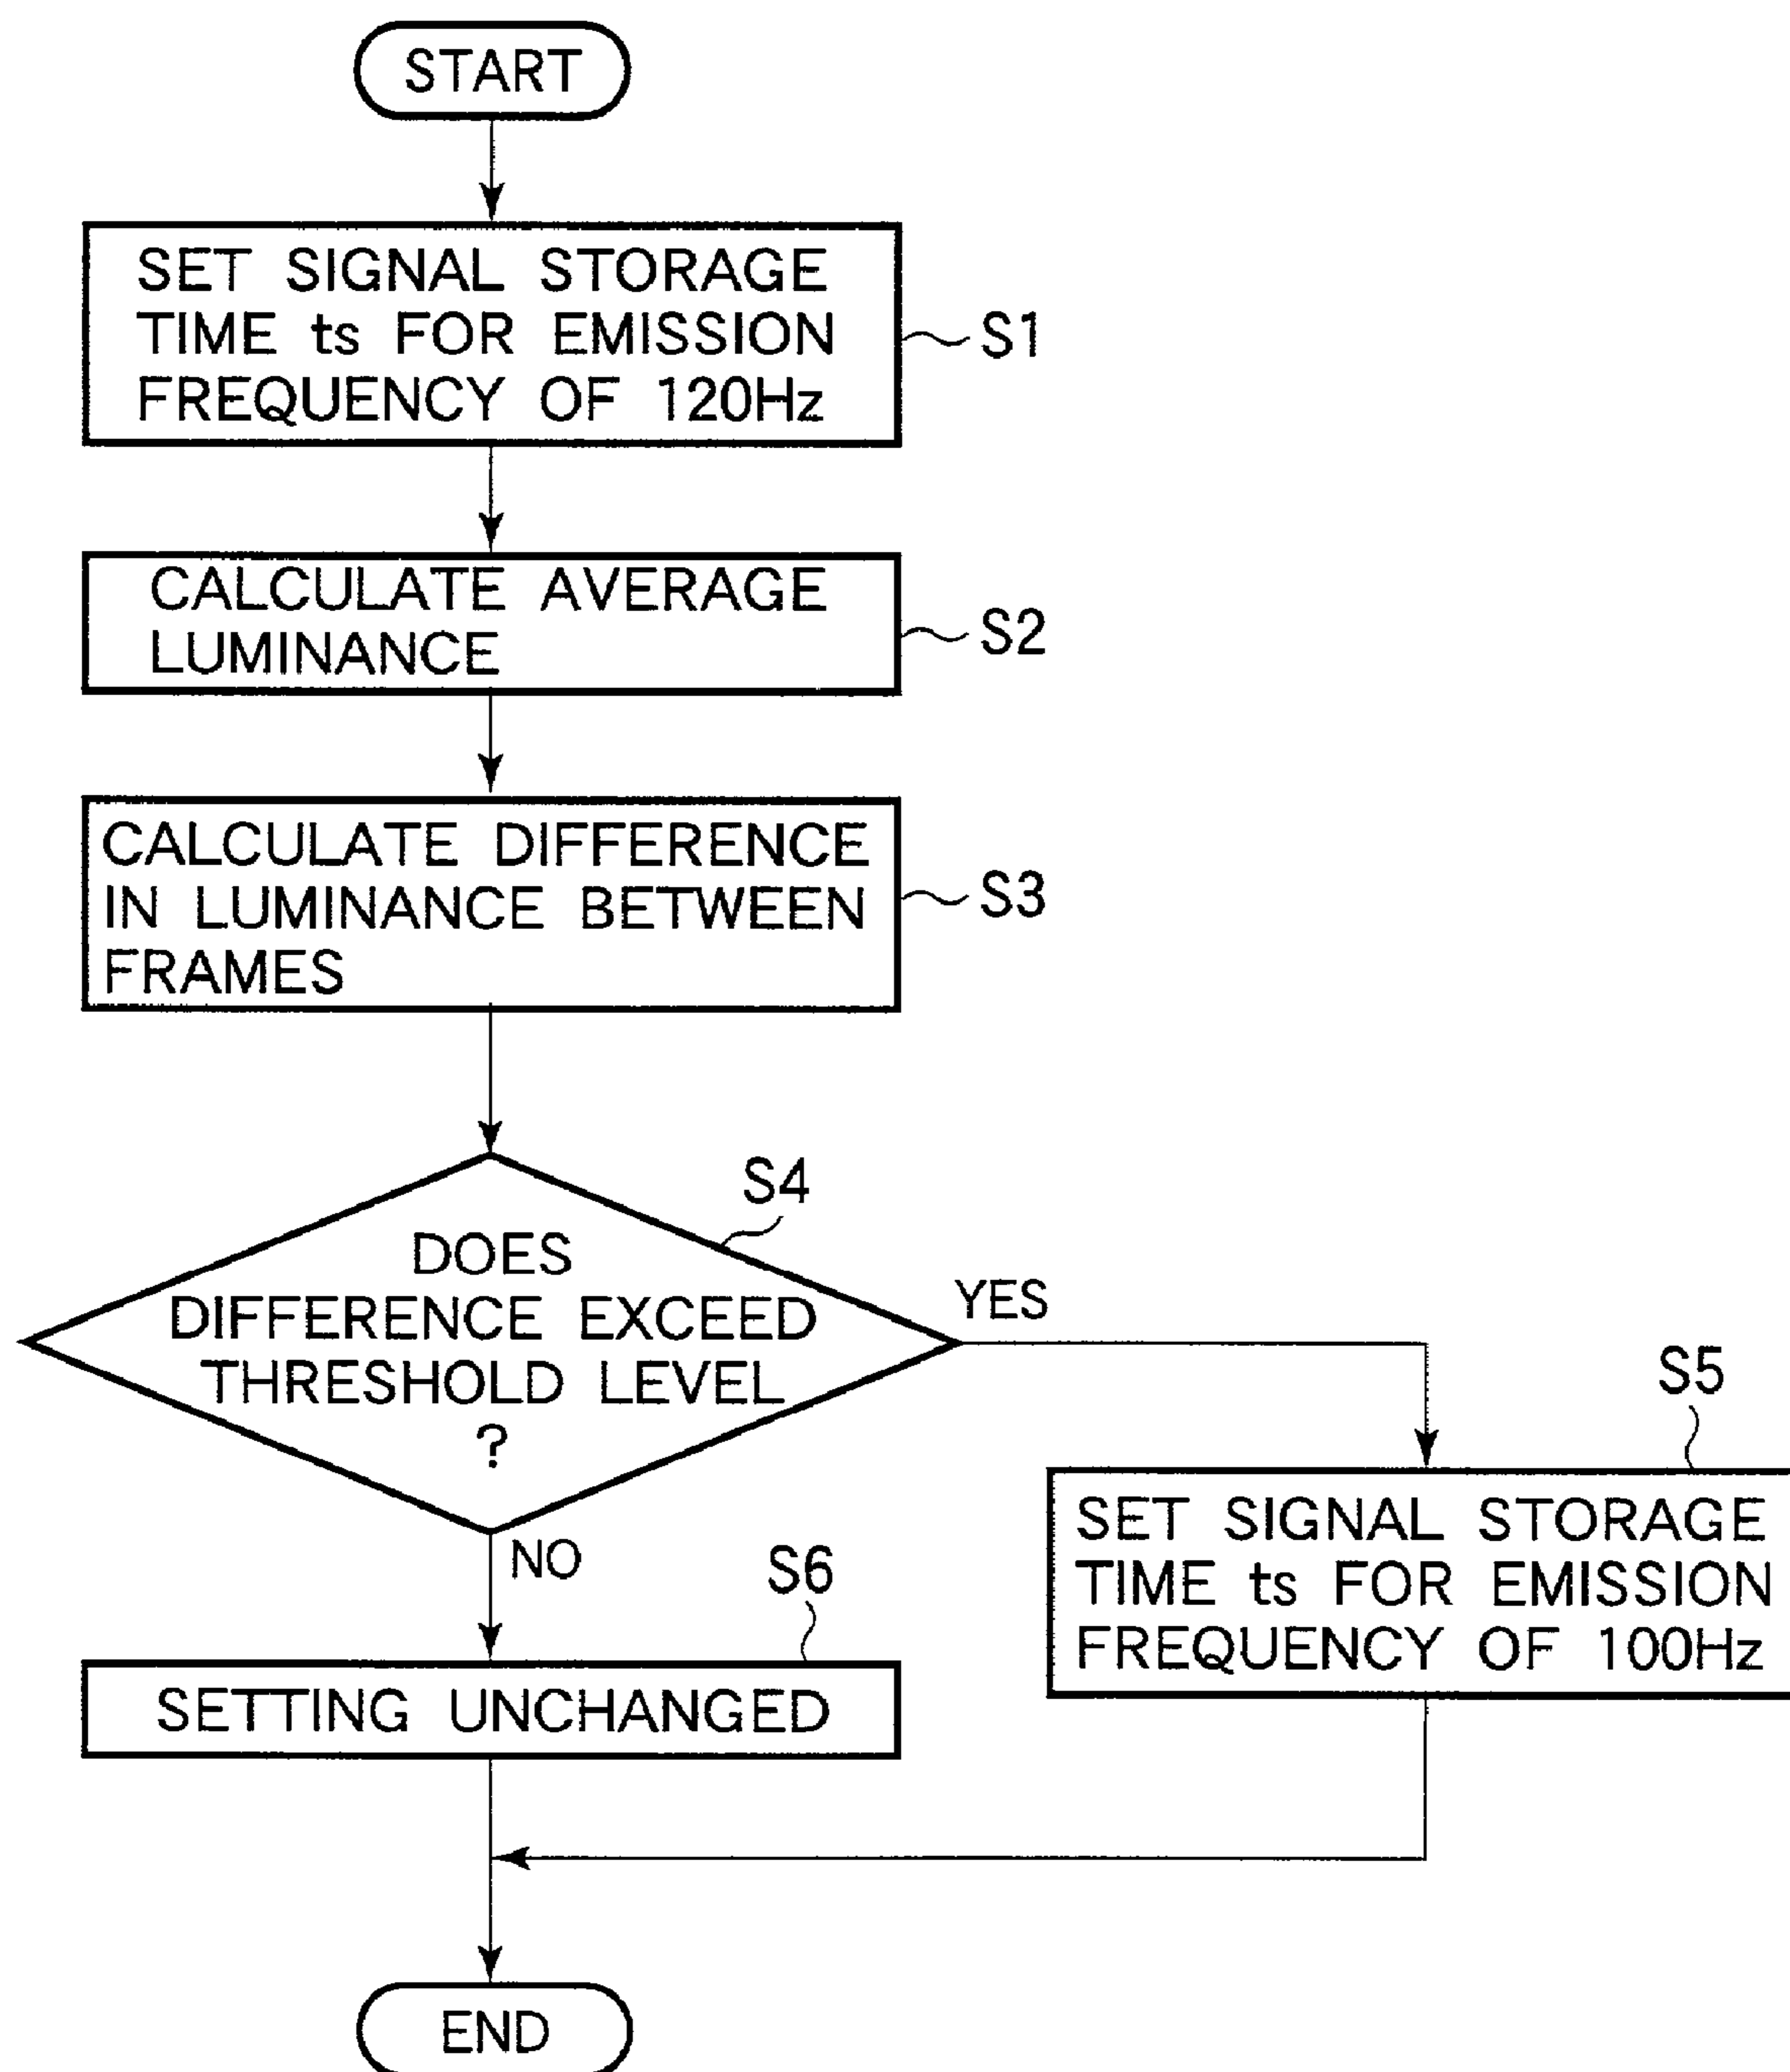 START
SET SIGNAL STORAGE
TIME ts FOR EMISSION
FREQUENCY OF 120Hz
S1
CALCULATE AVERAGE
LUMINANCE
S2
CALCULATE DIFFERENCE
IN LUMINANCE BETWEEN
FRAMES
S3
S4
DOES
DIFFERENCE EXCEED
THRESHOLD LEVEL
?
YES
S5
SET SIGNAL STORAGE
TIME ts FOR EMISSION
FREQUENCY OF 100Hz
NO
S6
SETTING UNCHANGED
END